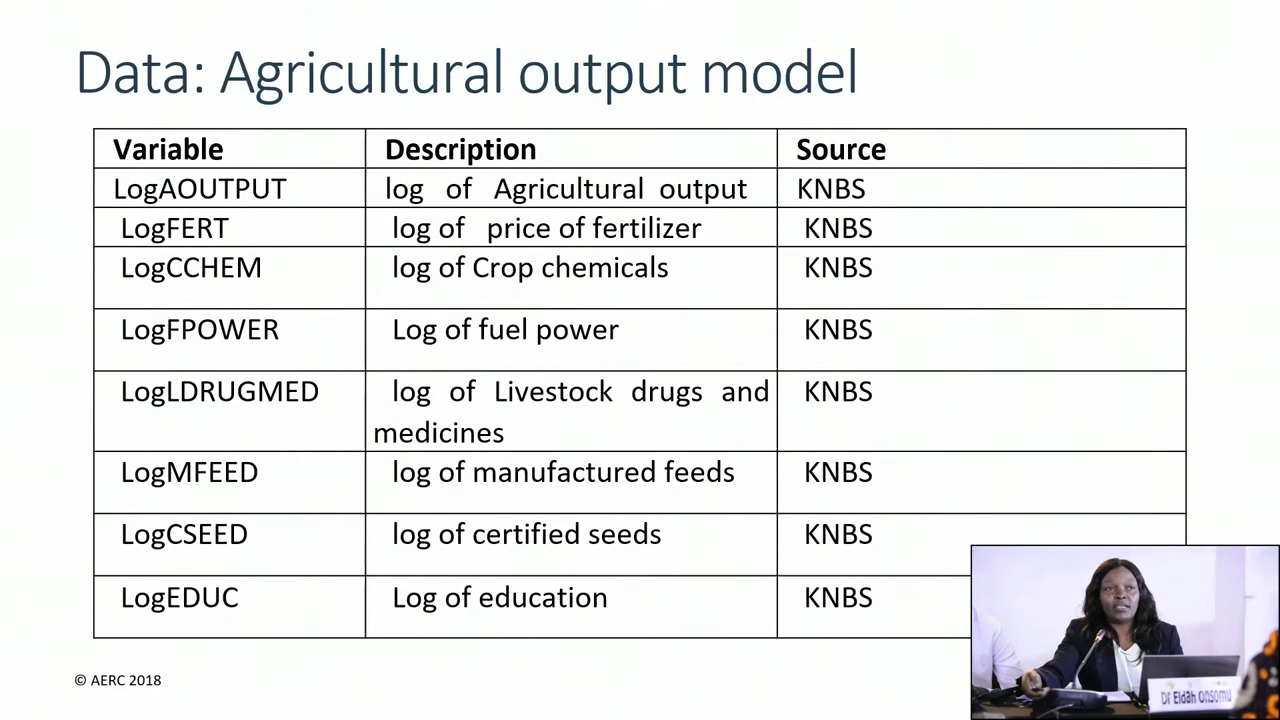 Data: Agricultural output model
Variable Description Source
LogAOUTPUT log of Agricultural output KNBS
LogFERT log of price of fertilizer KNBS
LogCCHEM log of Crop chemicals KNBS
LogFPOWER Log of fuel power KNBS
LogLDRUGMED log of Livestock drugs and KNBS
medicines
LogMFEED log of manufactured feeds KNBS
LogCSEED log of certified seeds KNBS
LogEDUC Log of education KNBS
© AERC 2018
Dr Eldah Onsomu